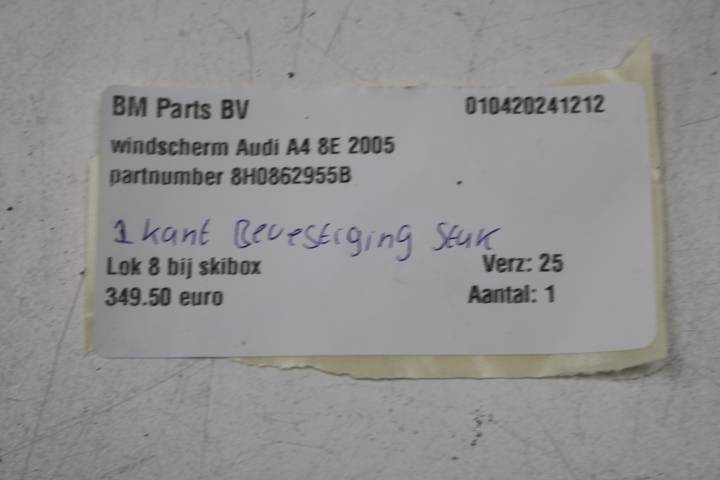 BM Parts BV 010420241212
windscherm Audi A4 8E 2005
partnumber 8H0862955B
1 kant Bevestiging Stuk
Lok 8 bij skibox Verz: 25
349.50 euro Aantal: 1